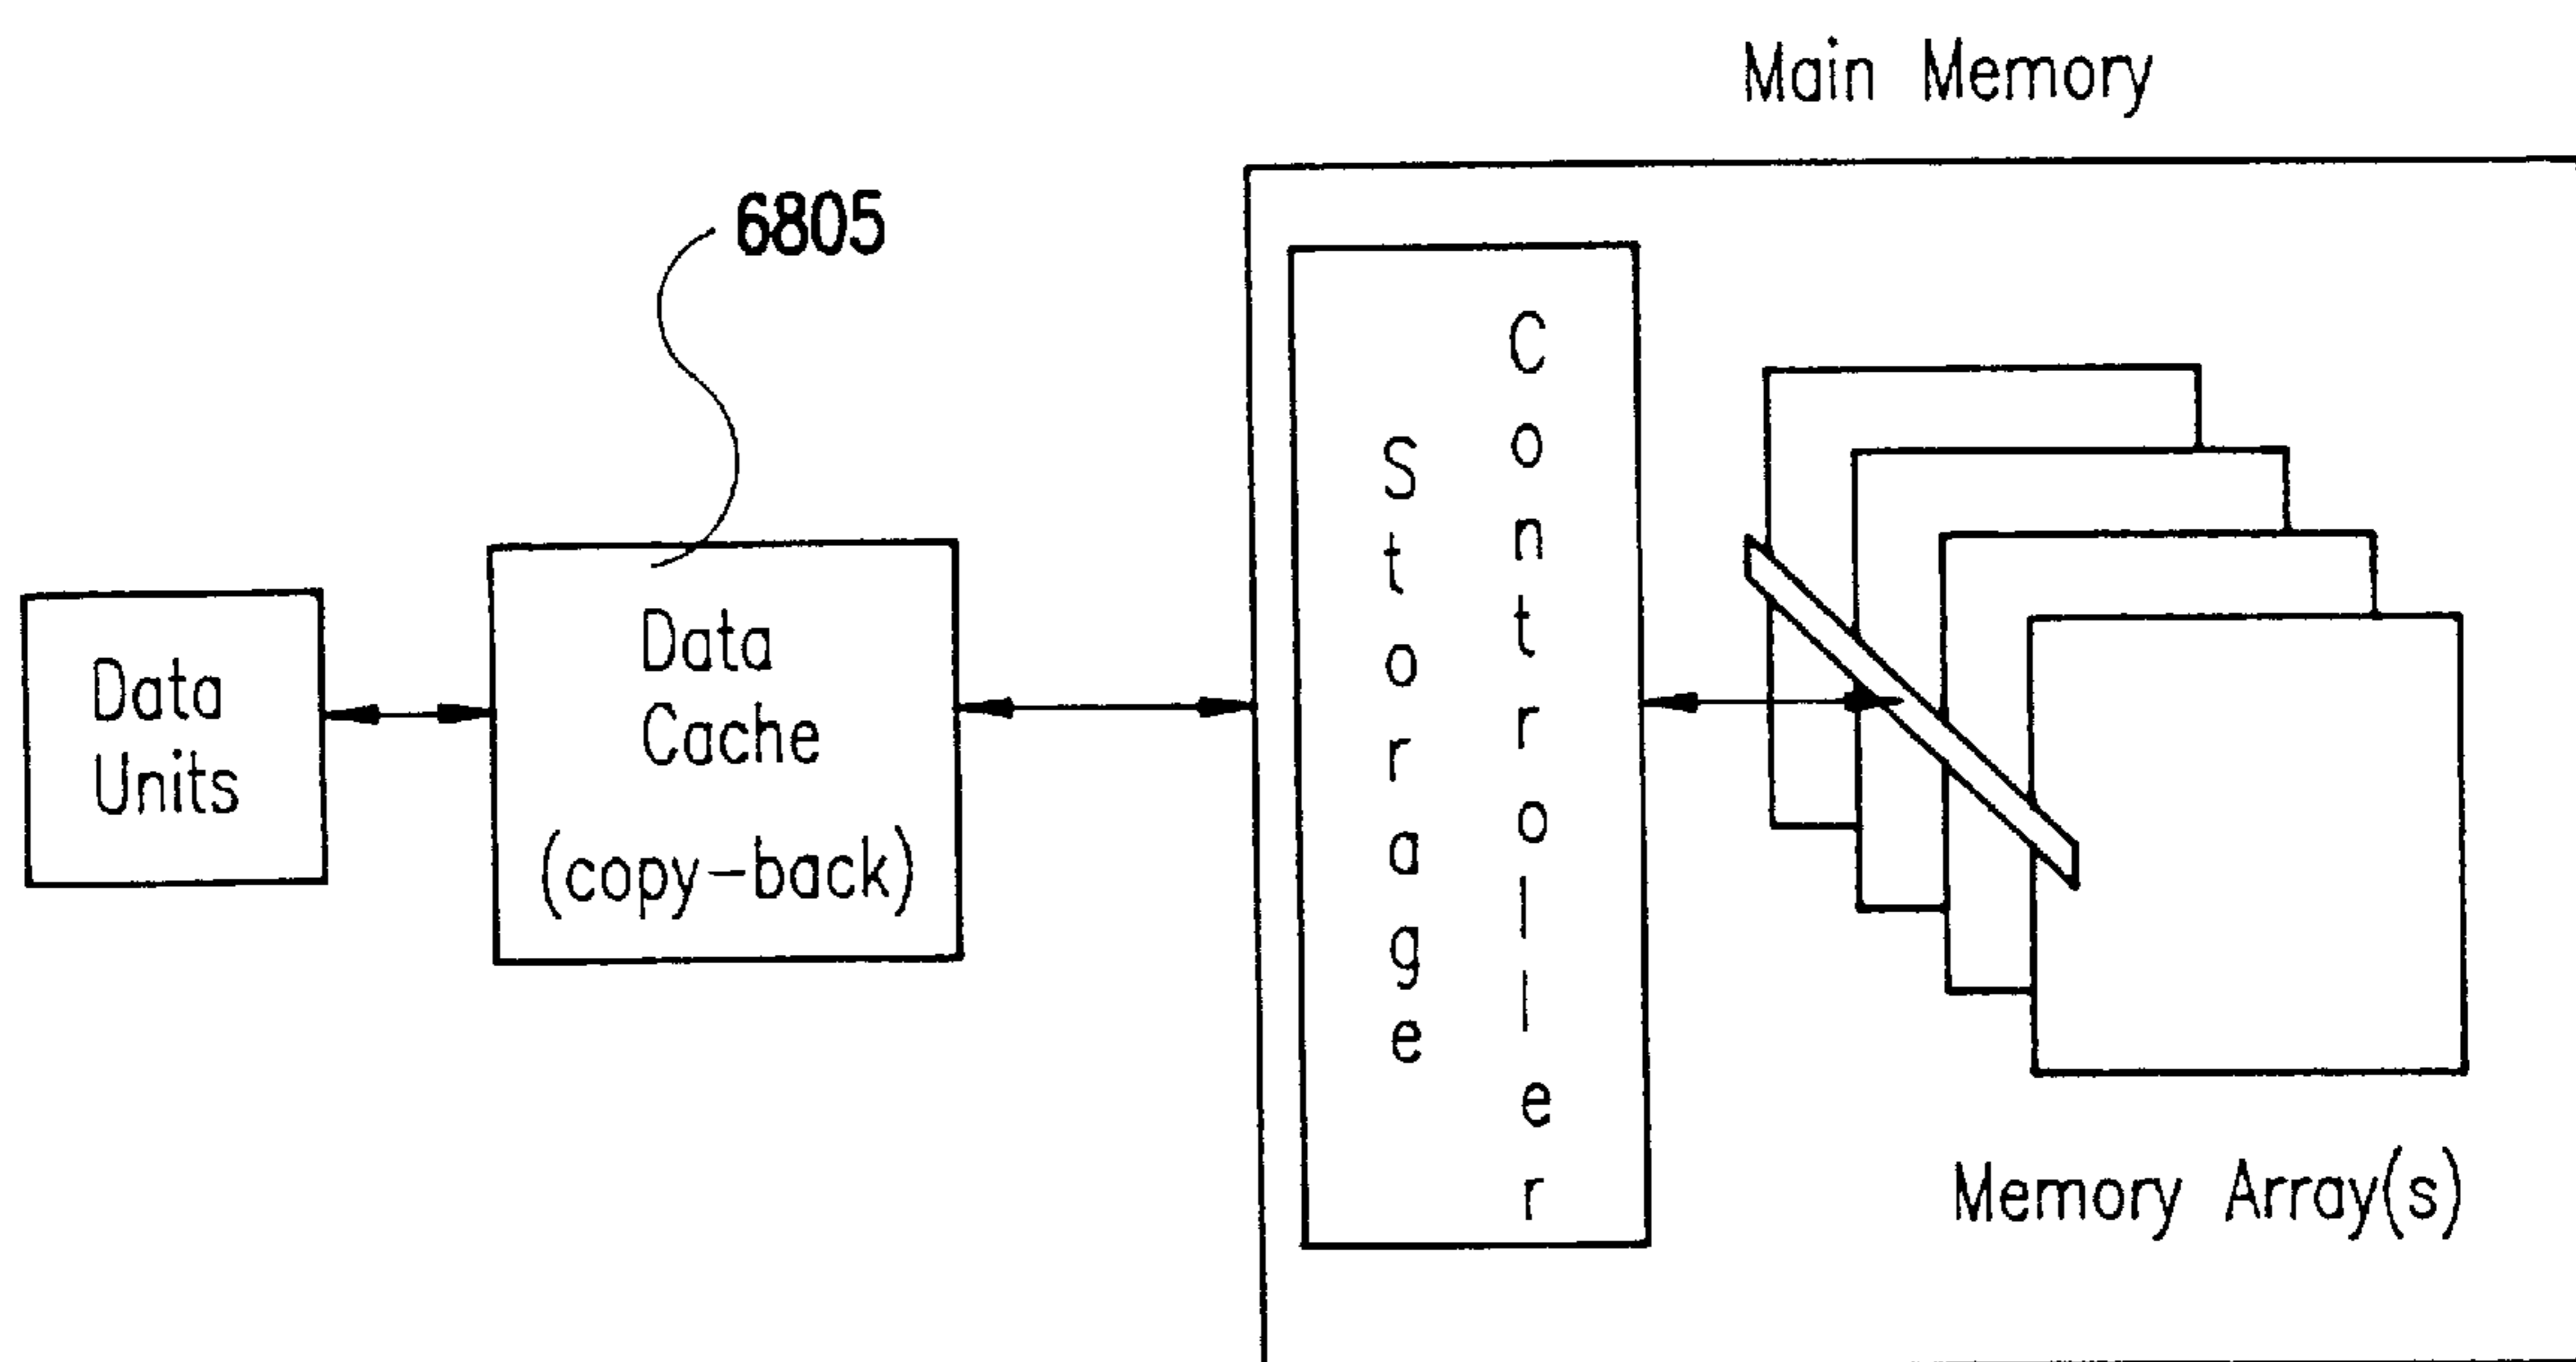 Main Memory
6805
Data
Units
Data
Cache
(copy-back)
Storage
Controller
Memory Array(s)